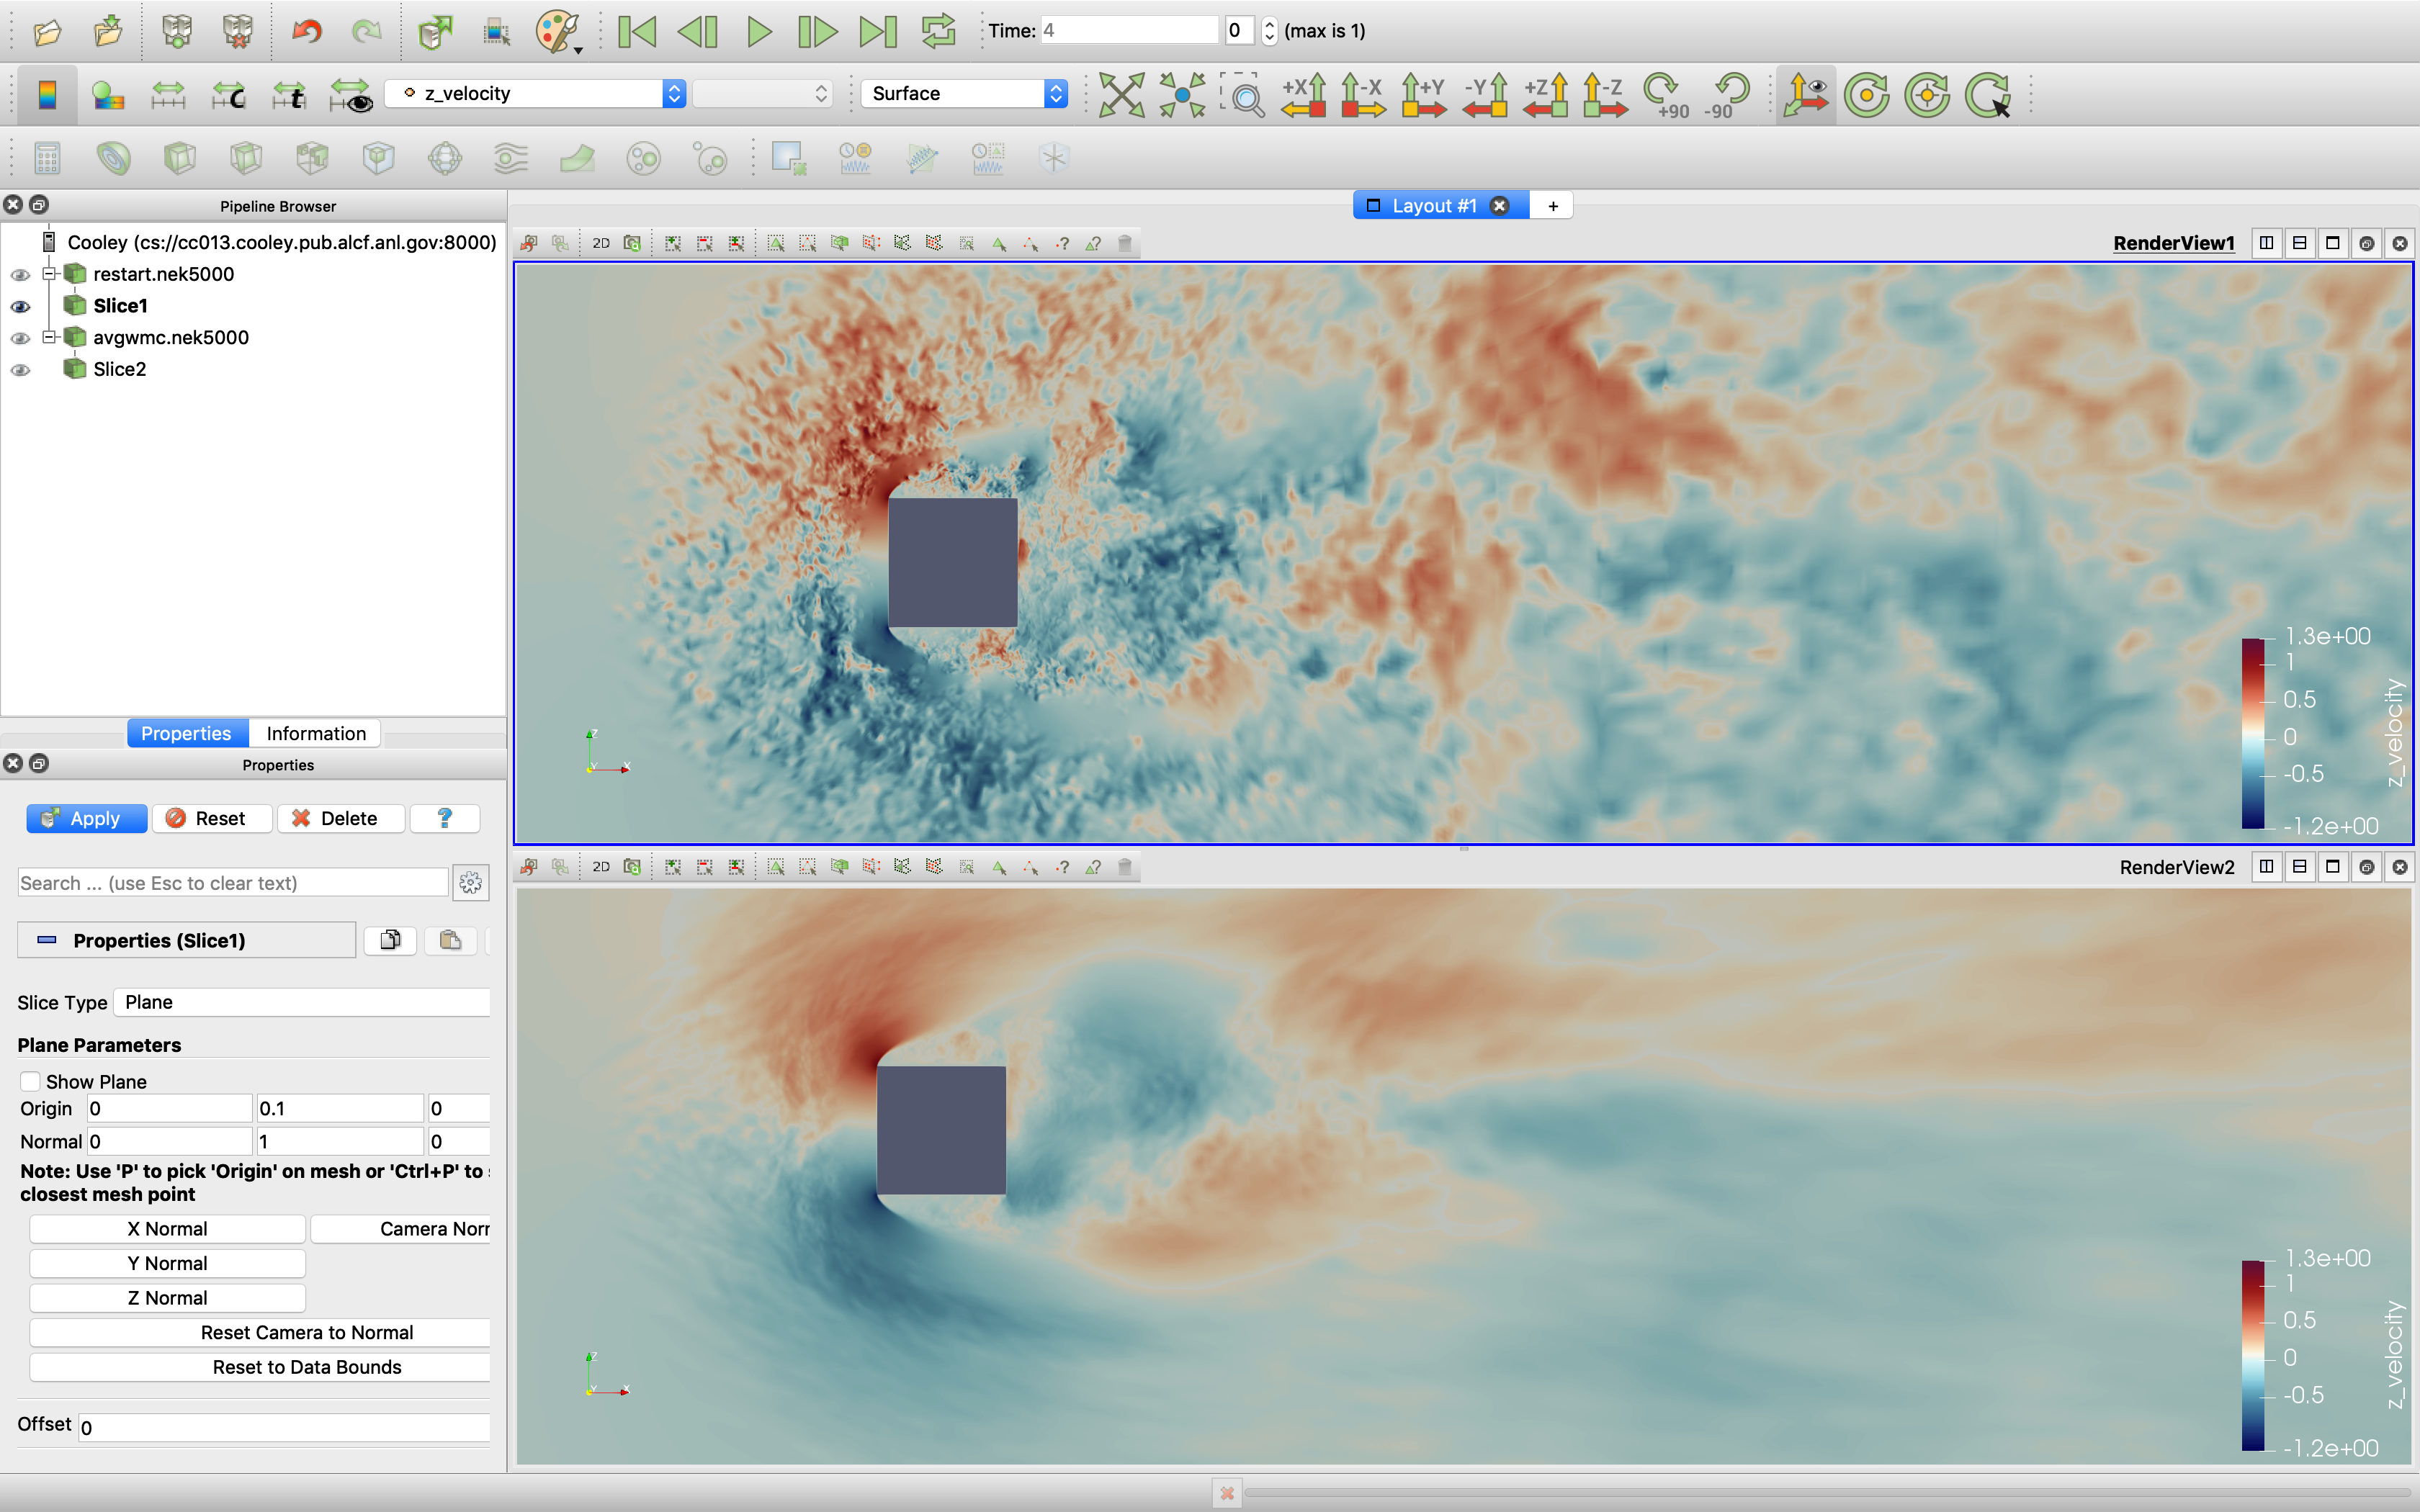 Time: 4 0 (max is 1)
z_velocity Surface +X -X +Y -Y +Z -Z +90 -90
C t
Pipeline Browser
Layout #1 +
Cooley (cs://cc013.cooley.pub.alcf.anl.gov:8000)
restart.nek5000
Slice1
avgwmc.nek5000
Slice2
2D ? ? RenderView1
1.3e+00
1
0.5
0
-0.5
-1.2e+00
z_velocity
Z
Y X
Properties Information
Properties
Apply Reset Delete ?
Search ... (use Esc to clear text)
Properties (Slice1)
Slice Type Plane
Plane Parameters
Show Plane
Origin 0 0.1 0
Normal 0 1 0
Note: Use 'P' to pick 'Origin' on mesh or 'Ctrl+P' to
closest mesh point
X Normal Camera Norr
Y Normal
Z Normal
Reset Camera to Normal
Reset to Data Bounds
Offset 0
2D ? ? RenderView2
1.3e+00
1
0.5
0
-0.5
-1.2e+00
z_velocity
Z
Y X